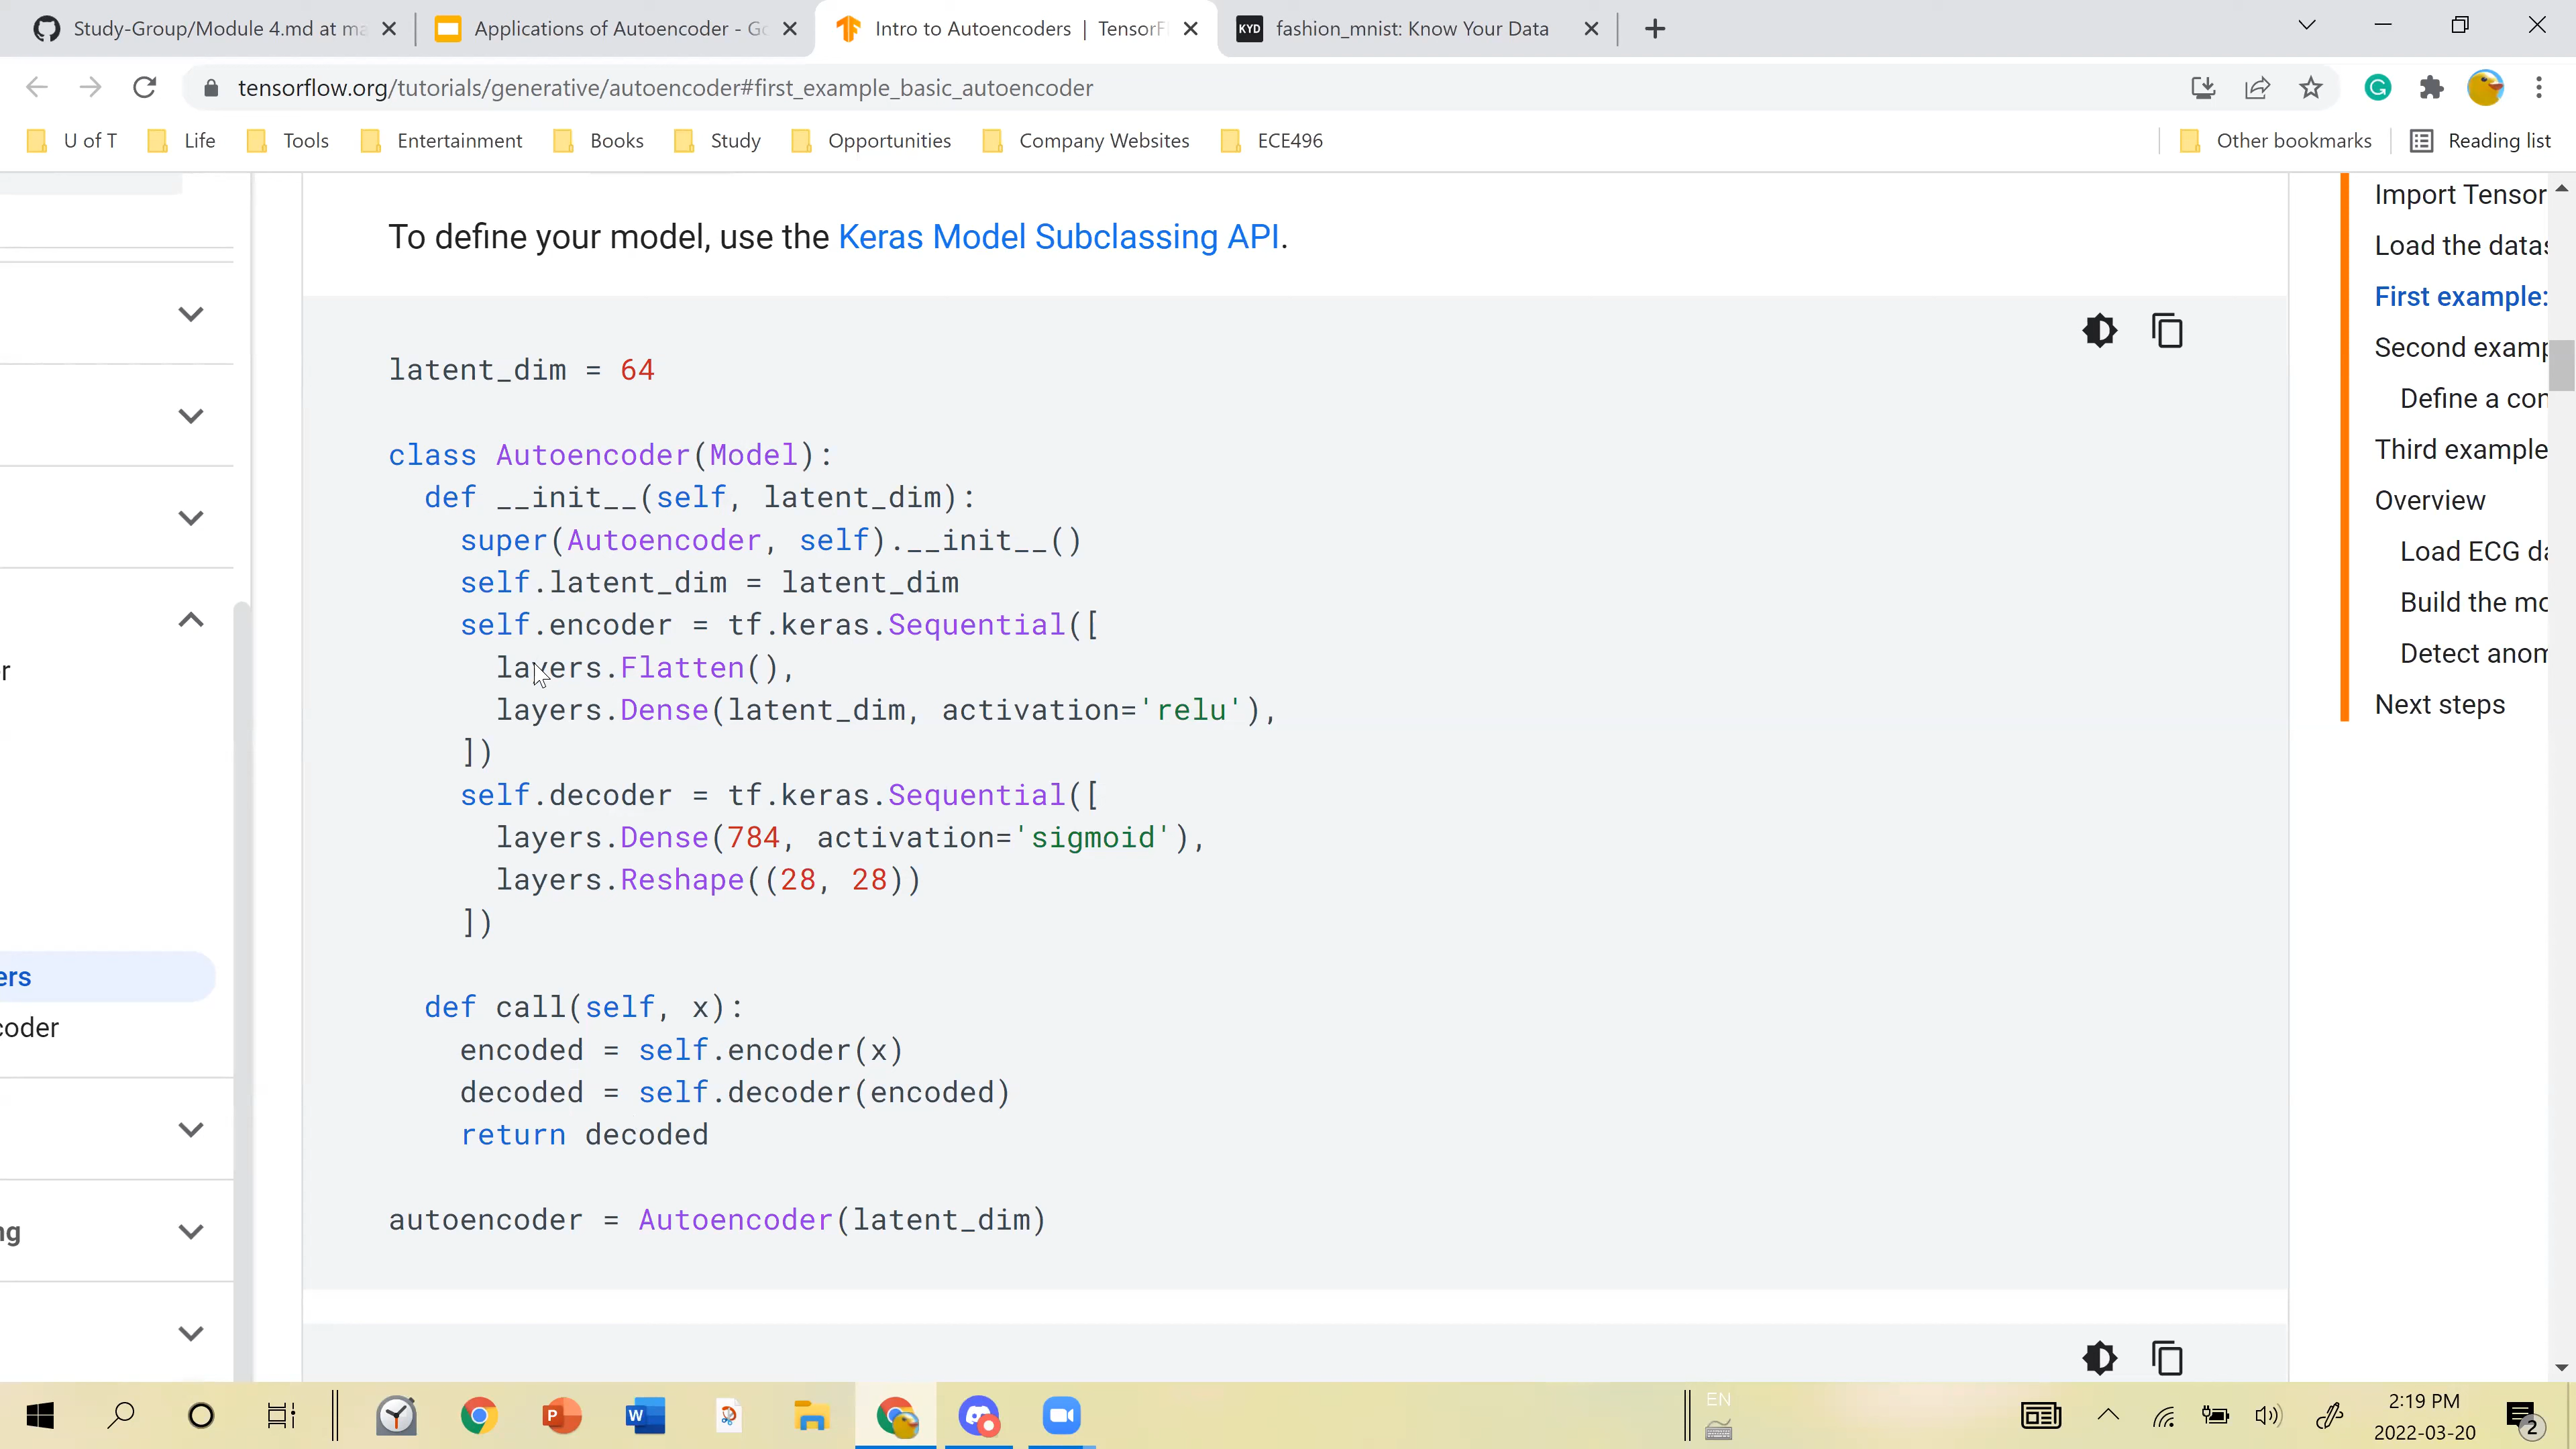 Study-Group/Module 4.md at ma
Applications of Autoencoder - Go
Intro to Autoencoders | TensorF
KYD fashion_mnist: Know Your Data
tensorflow.org/tutorials/generative/autoencoder#first_example_basic_autoencoder
U of T
Life
Tools
Entertainment
Books
Study
Opportunities
Company Websites
ECE496
Other bookmarks
Reading list
r
ers
coder
ng
To define your model, use the Keras Model Subclassing API.
latent_dim = 64
class Autoencoder(Model):
  def __init__(self, latent_dim):
    super(Autoencoder, self).__init__()
    self.latent_dim = latent_dim
    self.encoder = tf.keras.Sequential([
      layers.Flatten(),
      layers.Dense(latent_dim, activation='relu'),
    ])
    self.decoder = tf.keras.Sequential([
      layers.Dense(784, activation='sigmoid'),
      layers.Reshape((28, 28))
    ])
  def call(self, x):
    encoded = self.encoder(x)
    decoded = self.decoder(encoded)
    return decoded
autoencoder = Autoencoder(latent_dim)
Import Tensor
Load the datas
First example:
Second examp
Define a con
Third example
Overview
Load ECG da
Build the mo
Detect anom
Next steps
EN
2:19 PM
2022-03-20
2